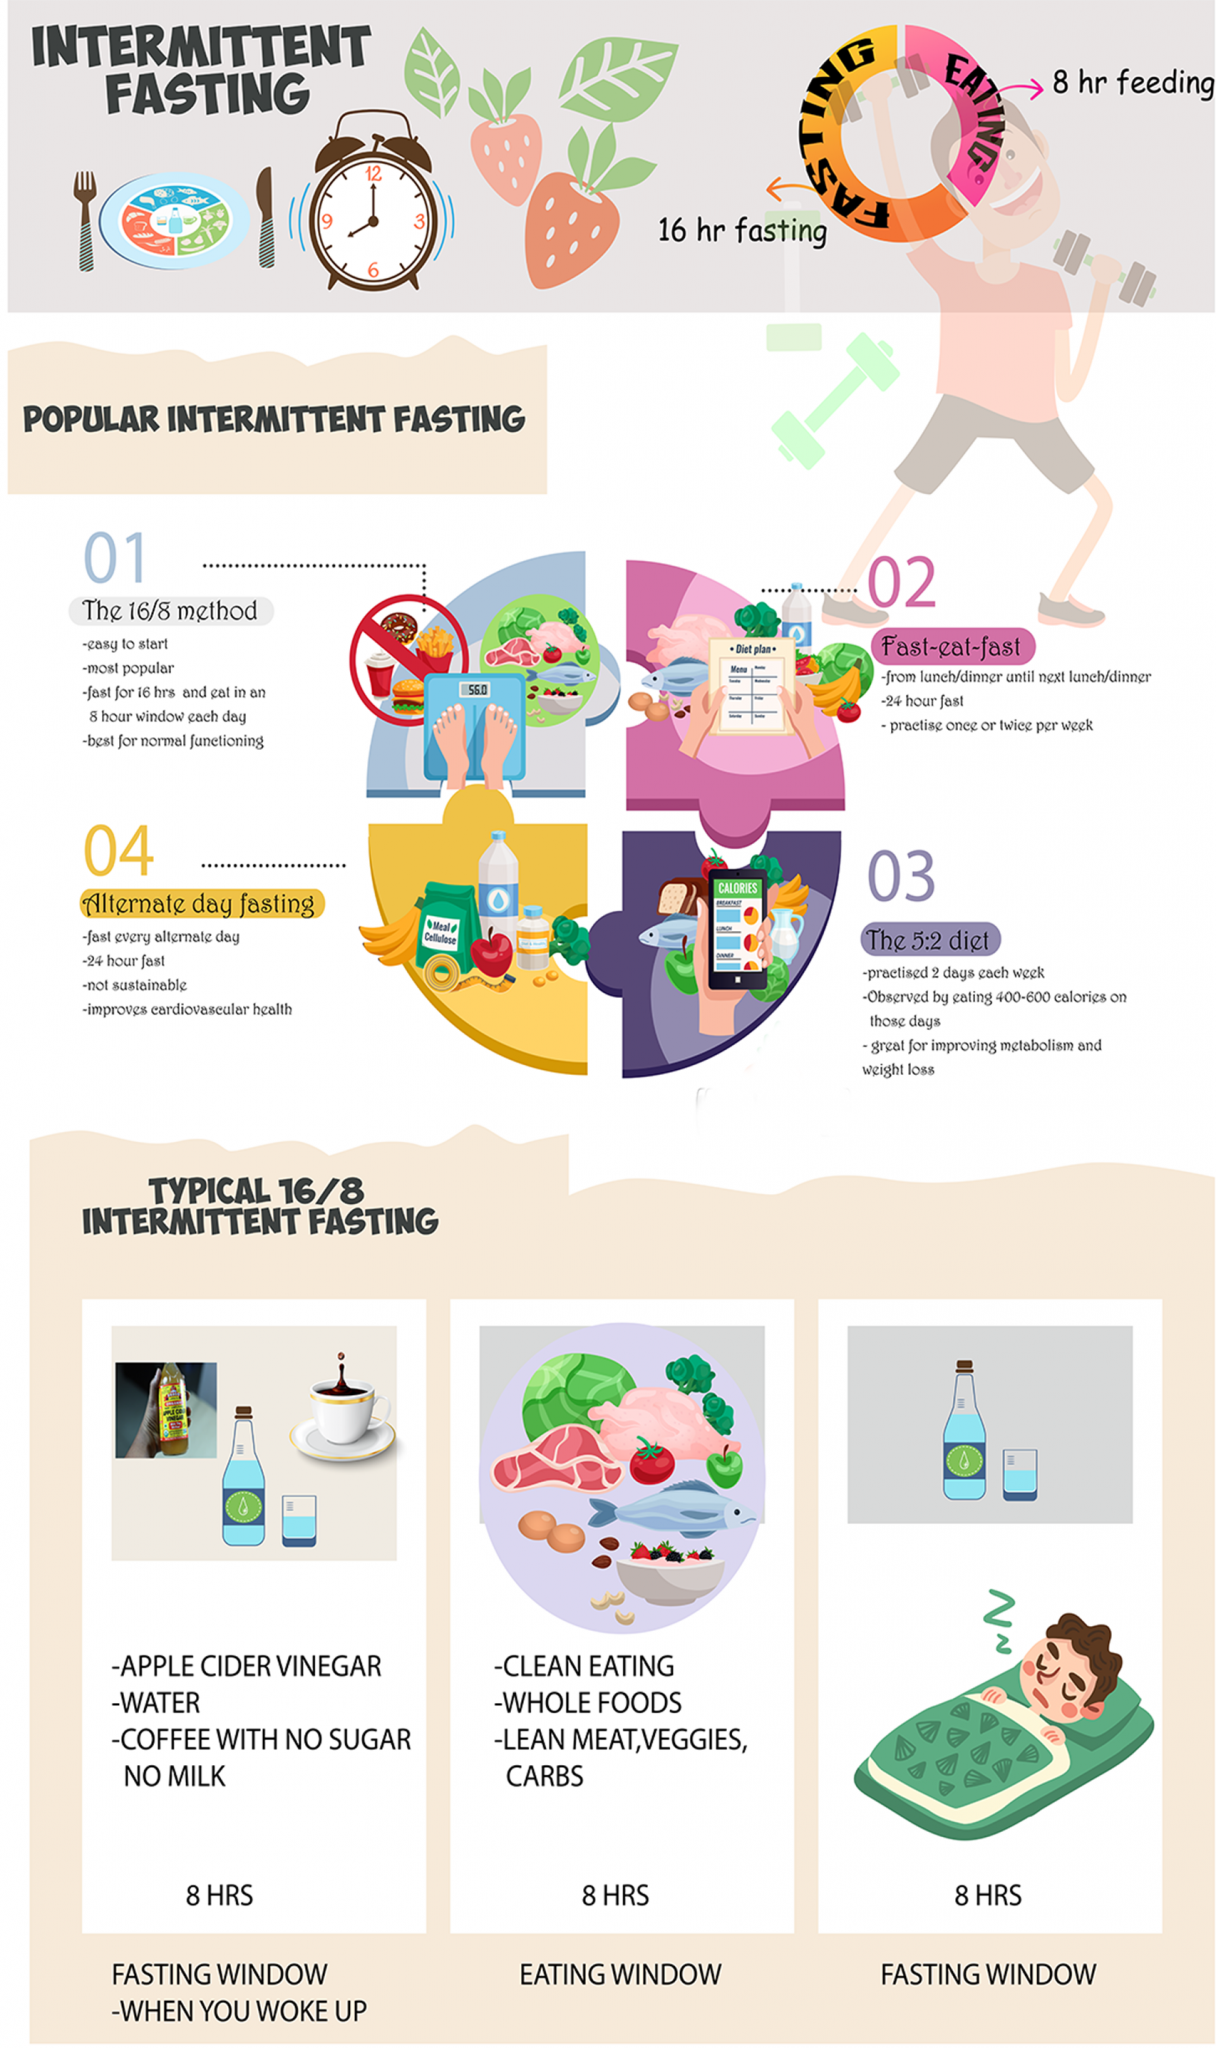 INTERMITTENT
FASTING
FASTING
EATING
8 hr feeding
16 hr fasting
12
9
3
6
POPULAR INTERMITTENT FASTING
01
The 16/8 method
-easy to start
-most popular
-fast for 16 hrs and eat in an
8 hour window each day
-best for normal functioning
56.0
02
Fast-eat-fast
-from lunch/dinner until next lunch/dinner
-24 hour fast
- practise once or twice per week
Diet plan
Menu
04
Alternate day fasting
-fast every alternate day
-24 hour fast
-not sustainable
-improves cardiovascular health
Meal
Cellulose
03
The 5:2 diet
-practised 2 days each week
-Observed by eating 400-600 calories on
those days
- great for improving metabolism and
weight loss
CALORIES
BREAKFAST
LUNCH
DINNER
TYPICAL 16/8
INTERMITTENT FASTING
-APPLE CIDER VINEGAR
-WATER
-COFFEE WITH NO SUGAR
NO MILK
8 HRS
FASTING WINDOW
-WHEN YOU WOKE UP
-CLEAN EATING
-WHOLE FOODS
-LEAN MEAT,VEGGIES,
CARBS
8 HRS
EATING WINDOW
Z
Z
8 HRS
FASTING WINDOW